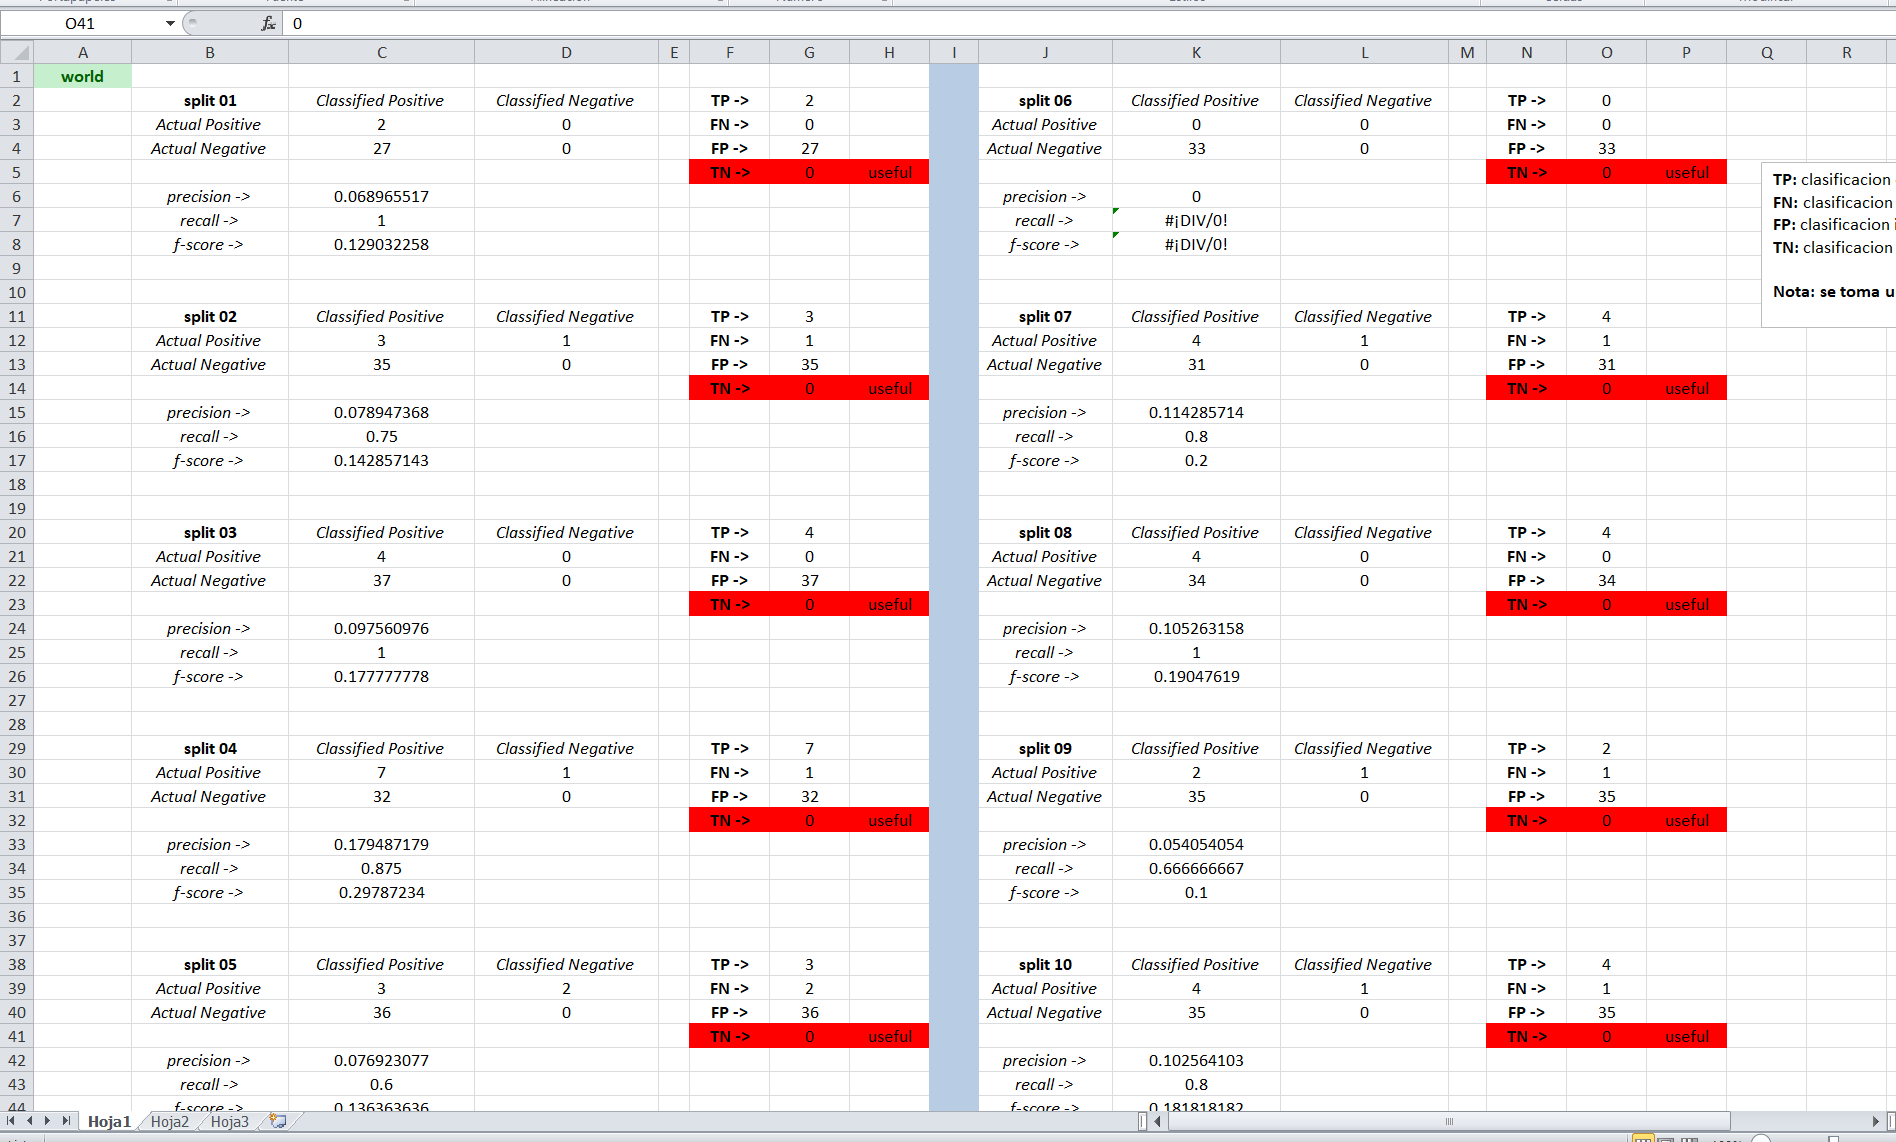 O41 fx 0
A B C D E F G H I J K L M N O P Q R
1 world
2 split 01 Classified Positive Classified Negative TP -> 2 split 06 Classified Positive Classified Negative TP -> 0
3 Actual Positive 2 0 FN -> 0 Actual Positive 0 0 FN -> 0
4 Actual Negative 27 0 FP -> 27 Actual Negative 33 0 FP -> 33
5 TN -> 0 useful TN -> 0 useful
TP: clasificacion
6 precision -> 0.068965517 precision -> 0
FN: clasificacion
7 recall -> 1 recall -> #¡DIV/0!
FP: clasificacion i
8 f-score -> 0.129032258 f-score -> #¡DIV/0!
TN: clasificacion
9
10
Nota: se toma u
11 split 02 Classified Positive Classified Negative TP -> 3 split 07 Classified Positive Classified Negative TP -> 4
12 Actual Positive 3 1 FN -> 1 Actual Positive 4 1 FN -> 1
13 Actual Negative 35 0 FP -> 35 Actual Negative 31 0 FP -> 31
14 TN -> 0 useful TN -> 0 useful
15 precision -> 0.078947368 precision -> 0.114285714
16 recall -> 0.75 recall -> 0.8
17 f-score -> 0.142857143 f-score -> 0.2
18
19
20 split 03 Classified Positive Classified Negative TP -> 4 split 08 Classified Positive Classified Negative TP -> 4
21 Actual Positive 4 0 FN -> 0 Actual Positive 4 0 FN -> 0
22 Actual Negative 37 0 FP -> 37 Actual Negative 34 0 FP -> 34
23 TN -> 0 useful TN -> 0 useful
24 precision -> 0.097560976 precision -> 0.105263158
25 recall -> 1 recall -> 1
26 f-score -> 0.177777778 f-score -> 0.19047619
27
28
29 split 04 Classified Positive Classified Negative TP -> 7 split 09 Classified Positive Classified Negative TP -> 2
30 Actual Positive 7 1 FN -> 1 Actual Positive 2 1 FN -> 1
31 Actual Negative 32 0 FP -> 32 Actual Negative 35 0 FP -> 35
32 TN -> 0 useful TN -> 0 useful
33 precision -> 0.179487179 precision -> 0.054054054
34 recall -> 0.875 recall -> 0.666666667
35 f-score -> 0.29787234 f-score -> 0.1
36
37
38 split 05 Classified Positive Classified Negative TP -> 3 split 10 Classified Positive Classified Negative TP -> 4
39 Actual Positive 3 2 FN -> 2 Actual Positive 4 1 FN -> 1
40 Actual Negative 36 0 FP -> 36 Actual Negative 35 0 FP -> 35
41 TN -> 0 useful TN -> 0 useful
42 precision -> 0.076923077 precision -> 0.102564103
43 recall -> 0.6 recall -> 0.8
44 f-score -> 0.136363636 f-score -> 0.181818182
Hoja1 Hoja2 Hoja3